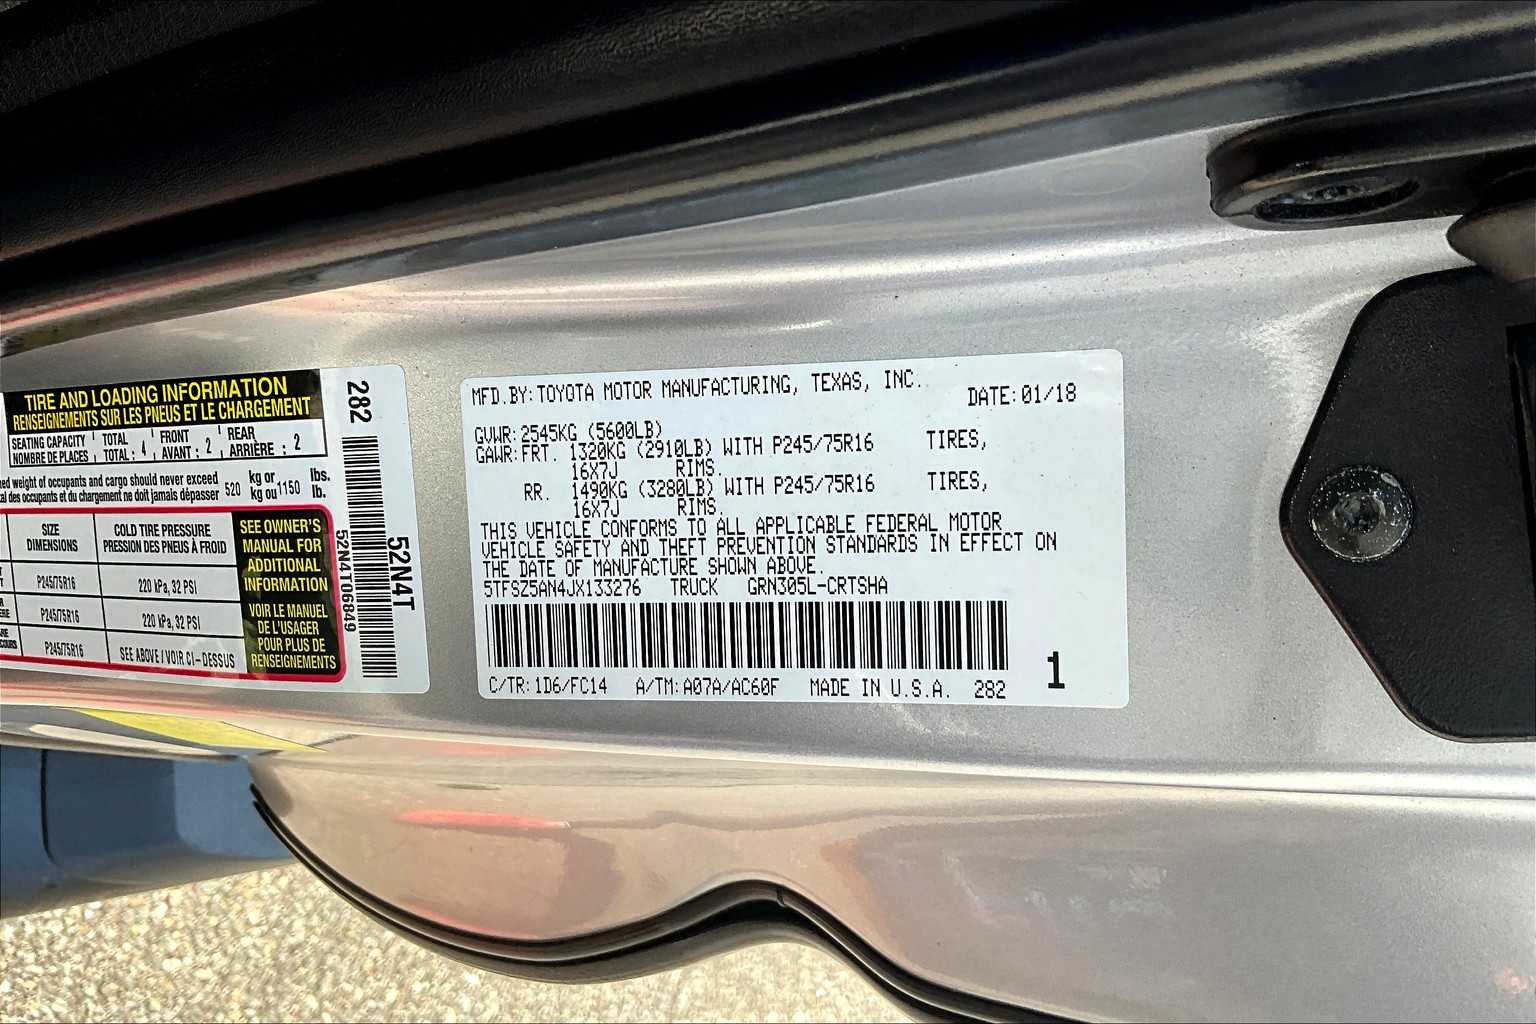 TIRE AND LOADING INFORMATION
RENSEIGNEMENTS SUR LES PNEUS ET LE CHARGEMENT
SEATING CAPACITY TOTAL FRONT REAR
NOMBRE DE PLACES TOTAL : 4 AVANT : 2 ARRIÈRE : 2
weight of occupants and cargo should never exceed 520 kg or 1150 lbs.
des occupants et du chargement ne doit jamais dépasser kg ou lb.
SIZE COLD TIRE PRESSURE
DIMENSIONS PRESSION DES PNEUS À FROID
P245/75R16 220 kPa, 32 PSI
P245/75R16 220 kPa, 32 PSI
P245/75R16 SEE ABOVE / VOIR CI-DESSUS
SEE OWNER'S
MANUAL FOR
ADDITIONAL
INFORMATION
VOIR LE MANUEL
DE L'USAGER
POUR PLUS DE
RENSEIGNEMENTS
282
52N4T06849
52N4T
MFD.BY:TOYOTA MOTOR MANUFACTURING, TEXAS, INC.
DATE:01/18
GVWR:2545KG (5600LB)
GAWR:FRT. 1320KG (2910LB) WITH P245/75R16 TIRES,
16X7J RIMS.
RR. 1490KG (3280LB) WITH P245/75R16 TIRES,
16X7J RIMS.
THIS VEHICLE CONFORMS TO ALL APPLICABLE FEDERAL MOTOR
VEHICLE SAFETY AND THEFT PREVENTION STANDARDS IN EFFECT ON
THE DATE OF MANUFACTURE SHOWN ABOVE.
5TFSZ5AN4JX133276 TRUCK GRN305L-CRTSHA
C/TR:1D6/FC14 A/TM:A07A/AC60F MADE IN U.S.A. 282
1